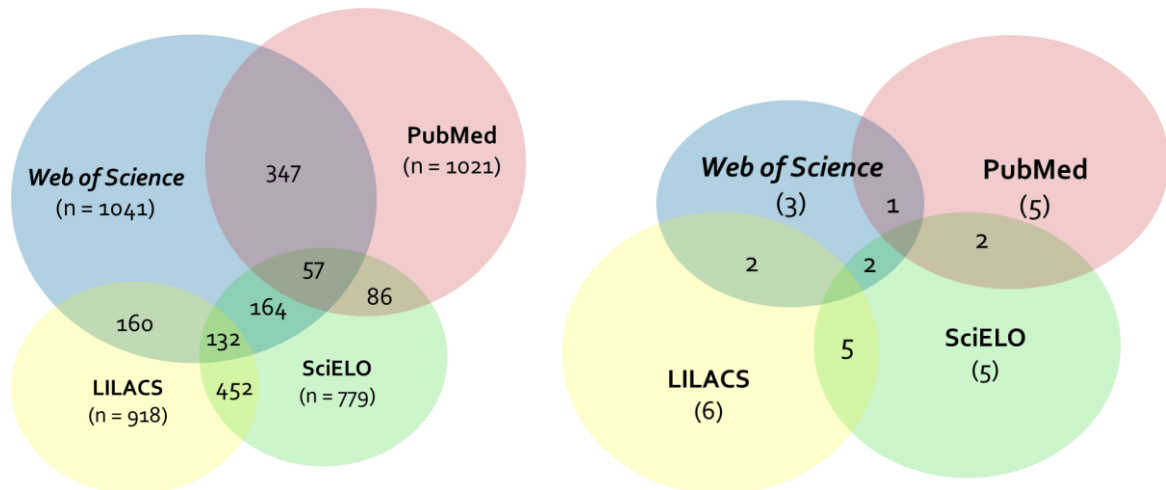 PubMed
(n = 1021)
Web of Science
(n = 1041)
347
57
86
164
160
132
452
SciELO
(n = 779)
LILACS
(n = 918)
Web of Science
(3)
PubMed
(5)
1
2
2
2
5
SciELO
(5)
LILACS
(6)